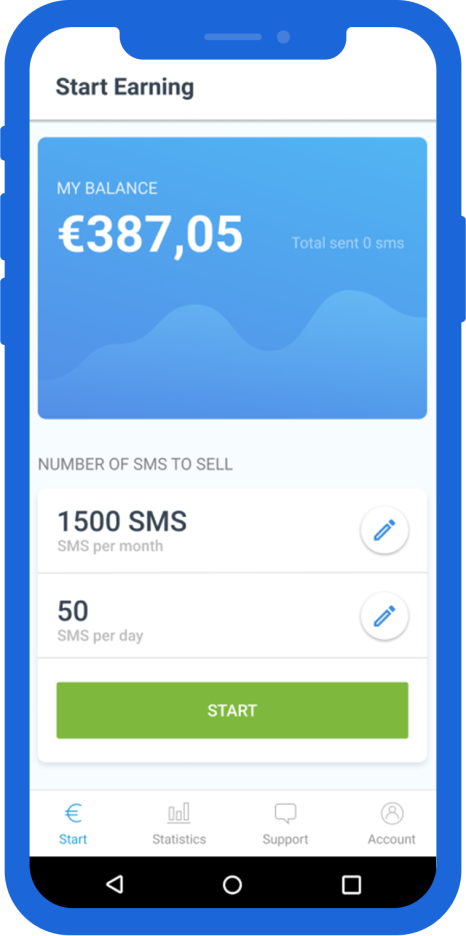 Start Earning
MY BALANCE
€387,05
Total sent 0 sms
NUMBER OF SMS TO SELL
1500 SMS
SMS per month
50
SMS per day
START
€
Start
Statistics
Support
Account